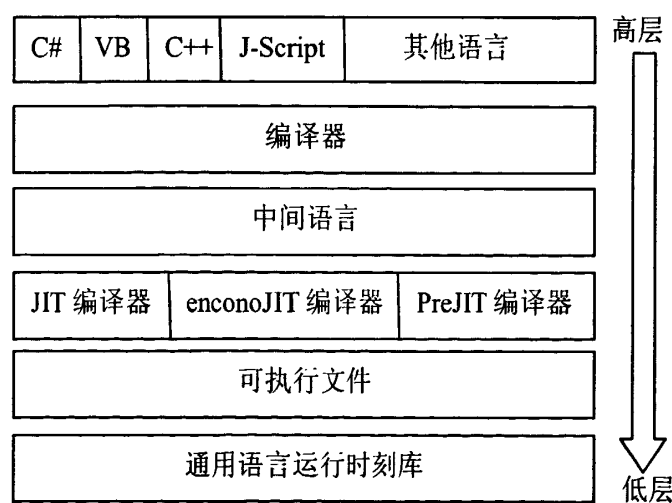 C# VB C++ J-Script 其他语言 高层
编译器
中间语言
JIT 编译器 enconoJIT 编译器 PreJIT 编译器
可执行文件
通用语言运行时刻库
低层